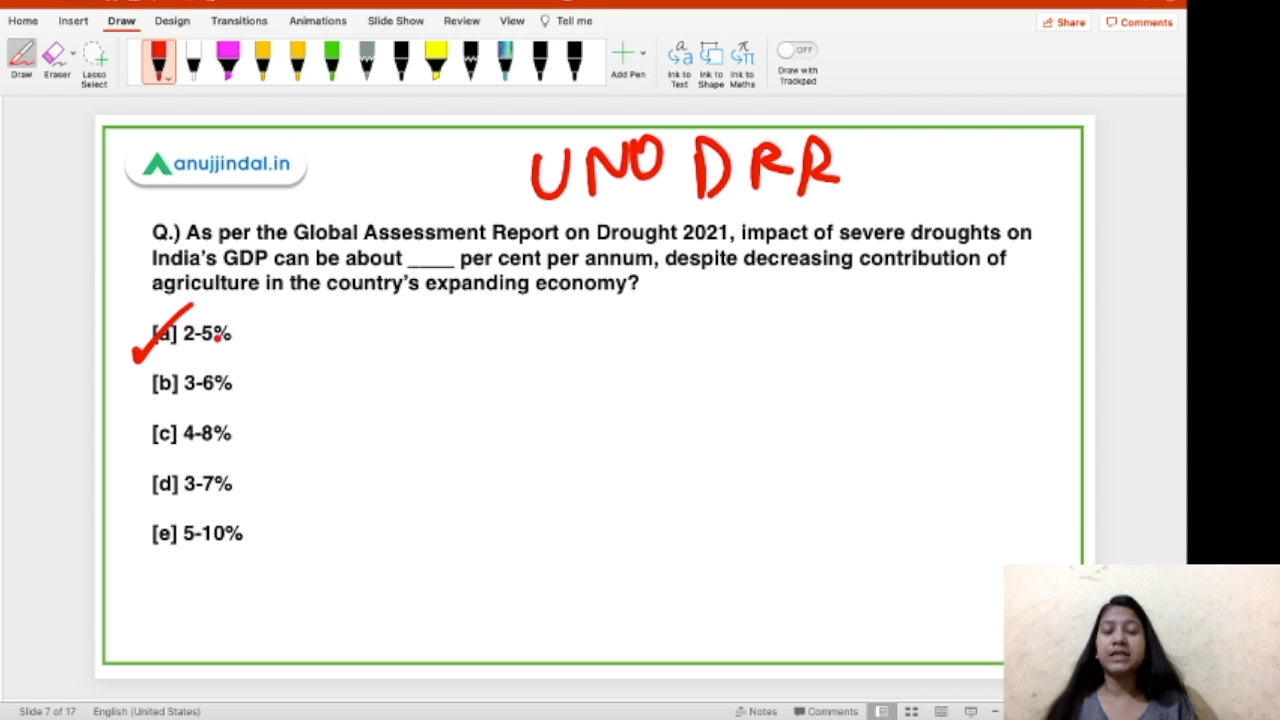 Home Insert Draw Design Transitions Animations Slide Show Review View Tell me Share Comments
Draw Eraser Lasso Select Add Pen Ink to Text Ink to Shape Ink to Maths OFF Draw with Trackpad
UNO DRR
anujjindal.in
Q.) As per the Global Assessment Report on Drought 2021, impact of severe droughts on
India's GDP can be about ____ per cent per annum, despite decreasing contribution of
agriculture in the country's expanding economy?
[a] 2-5%
[b] 3-6%
[c] 4-8%
[d] 3-7%
[e] 5-10%
Slide 7 of 17 English (United States) Notes Comments